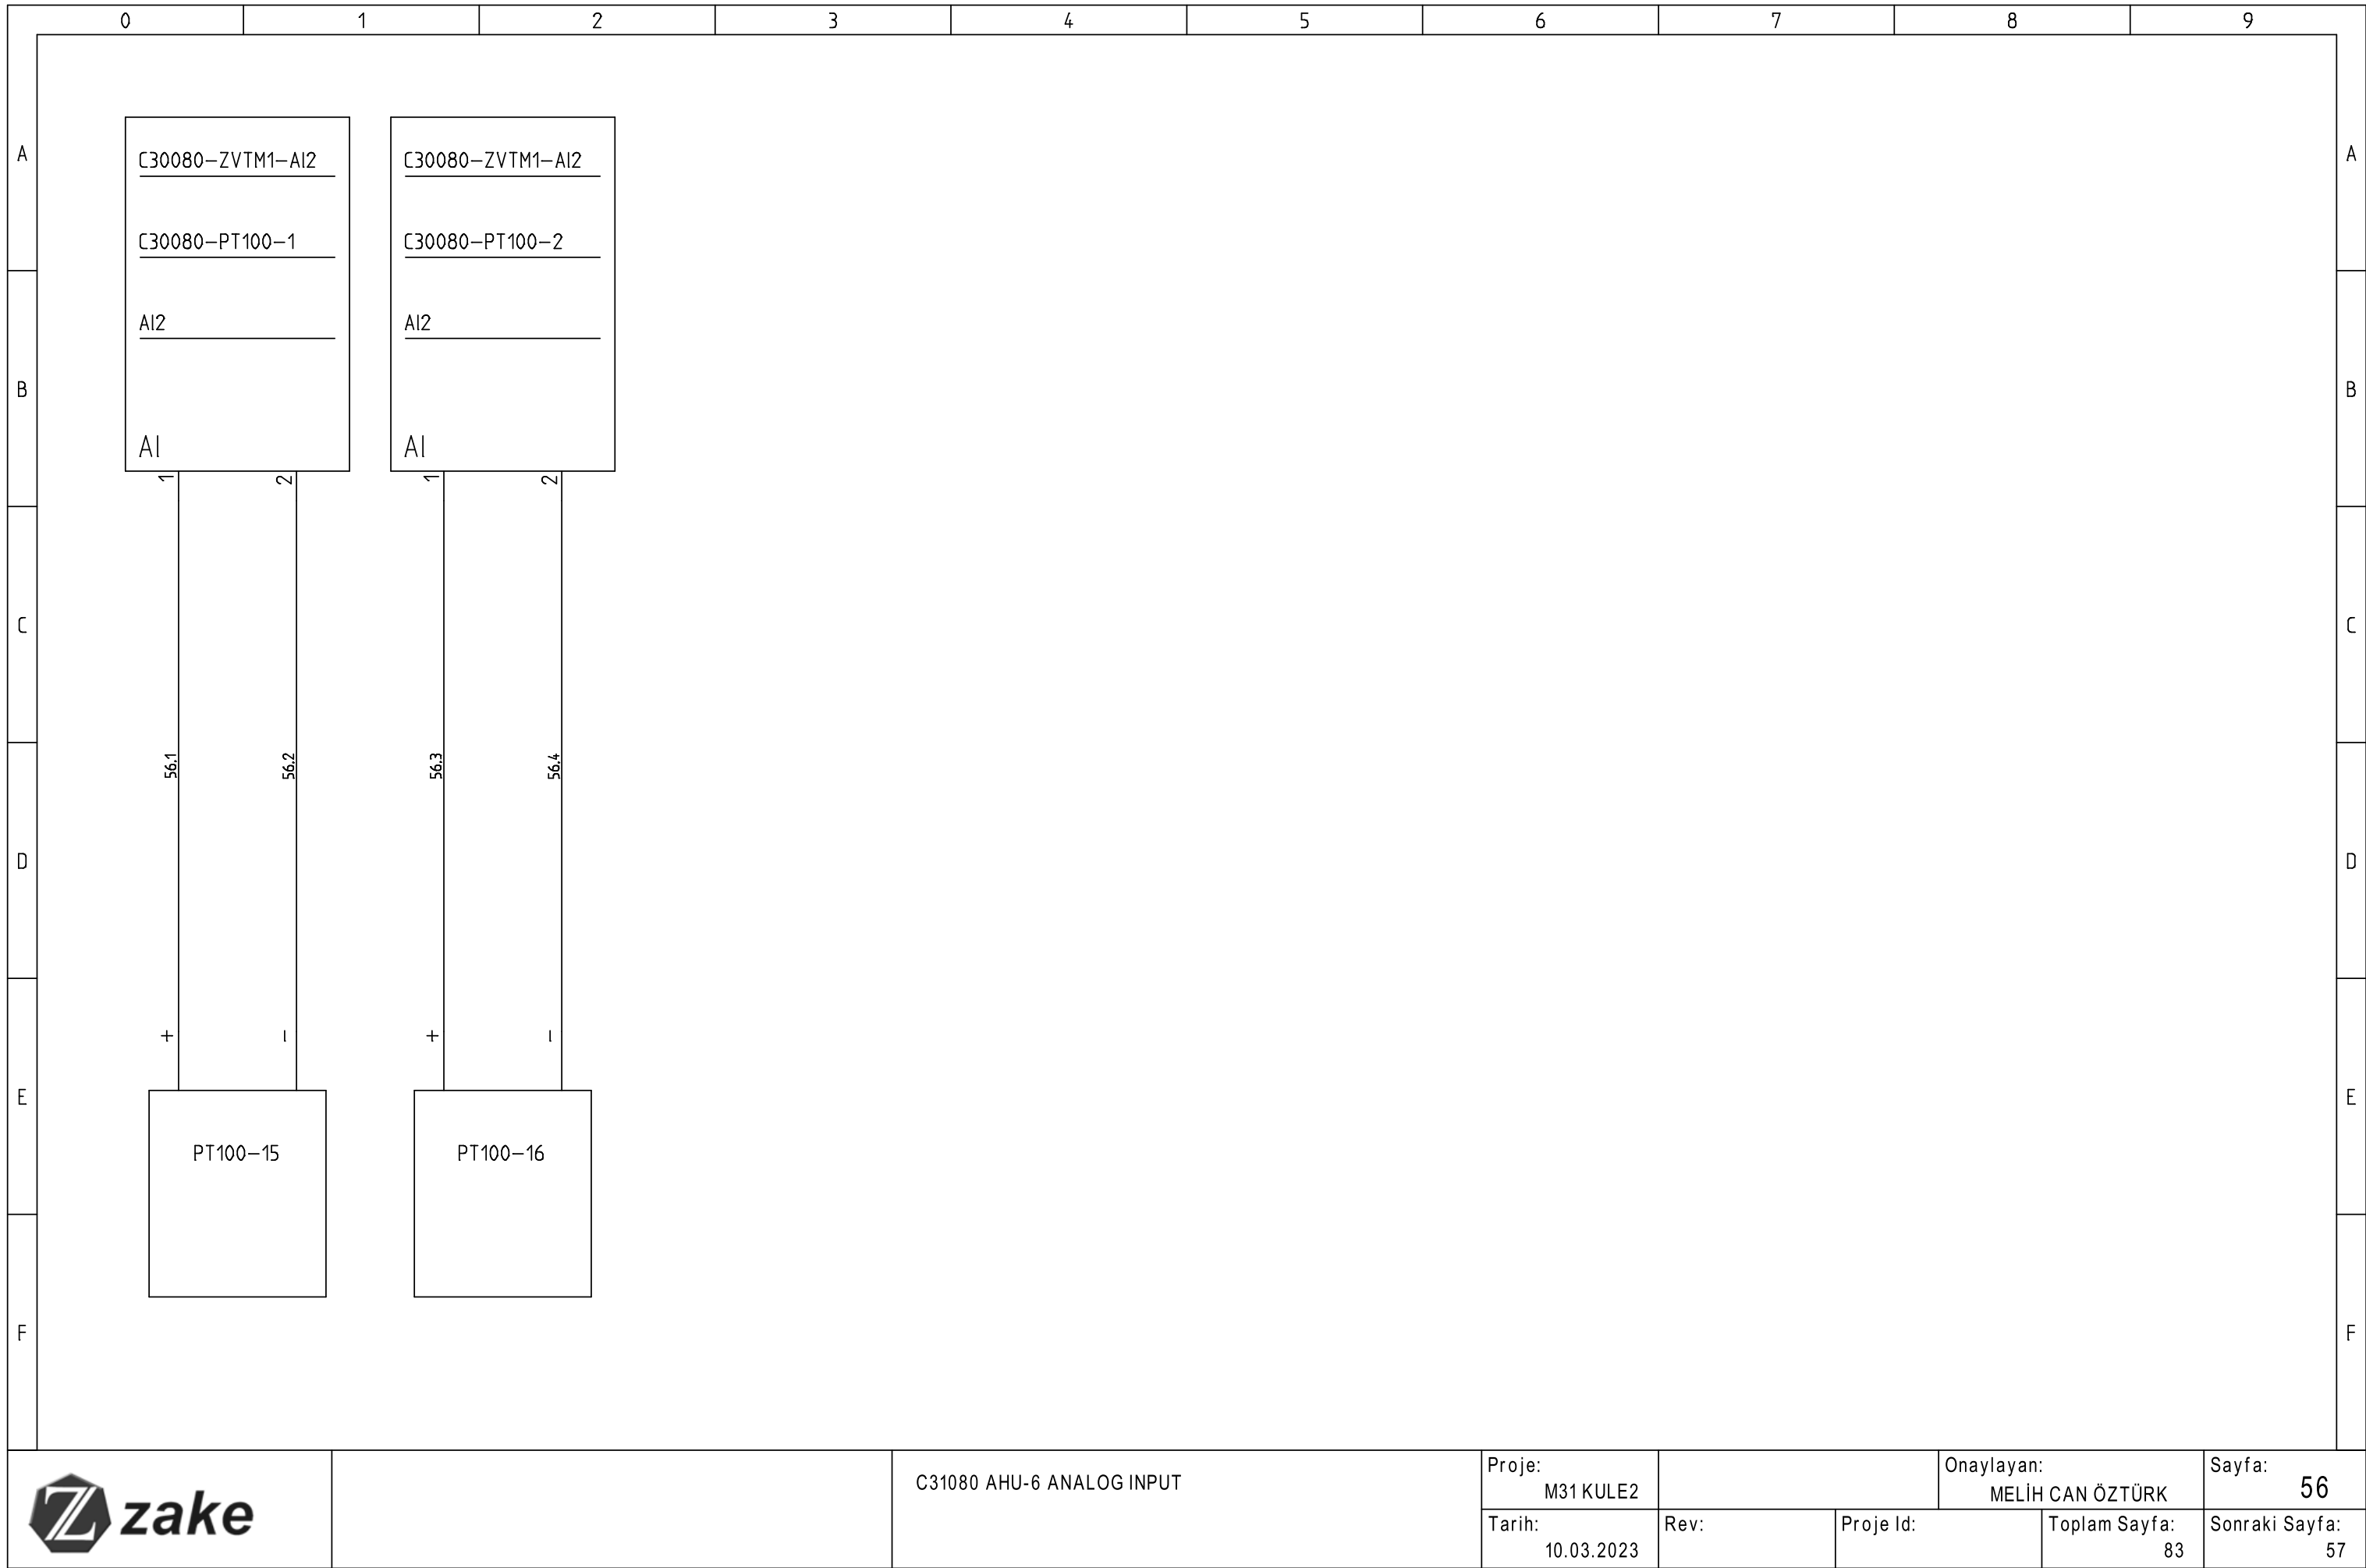 0 1 2 3 4 5 6 7 8 9
A A
C30080-ZVTM1-AI2 C30080-ZVTM1-AI2
C30080-PT100-1 C30080-PT100-2
AI2 AI2
B B
AI AI
1 2 1 2
C C
56.1 56.2 56.3 56.4
D D
+ - + -
E E
PT100-15 PT100-16
F F
Z zake
C31080 AHU-6 ANALOG INPUT
Proje: Onaylayan: Sayfa:
M31 KULE2 MELİH CAN ÖZTÜRK 56
Tarih: Rev: Proje Id: Toplam Sayfa: Sonraki Sayfa:
10.03.2023 83 57